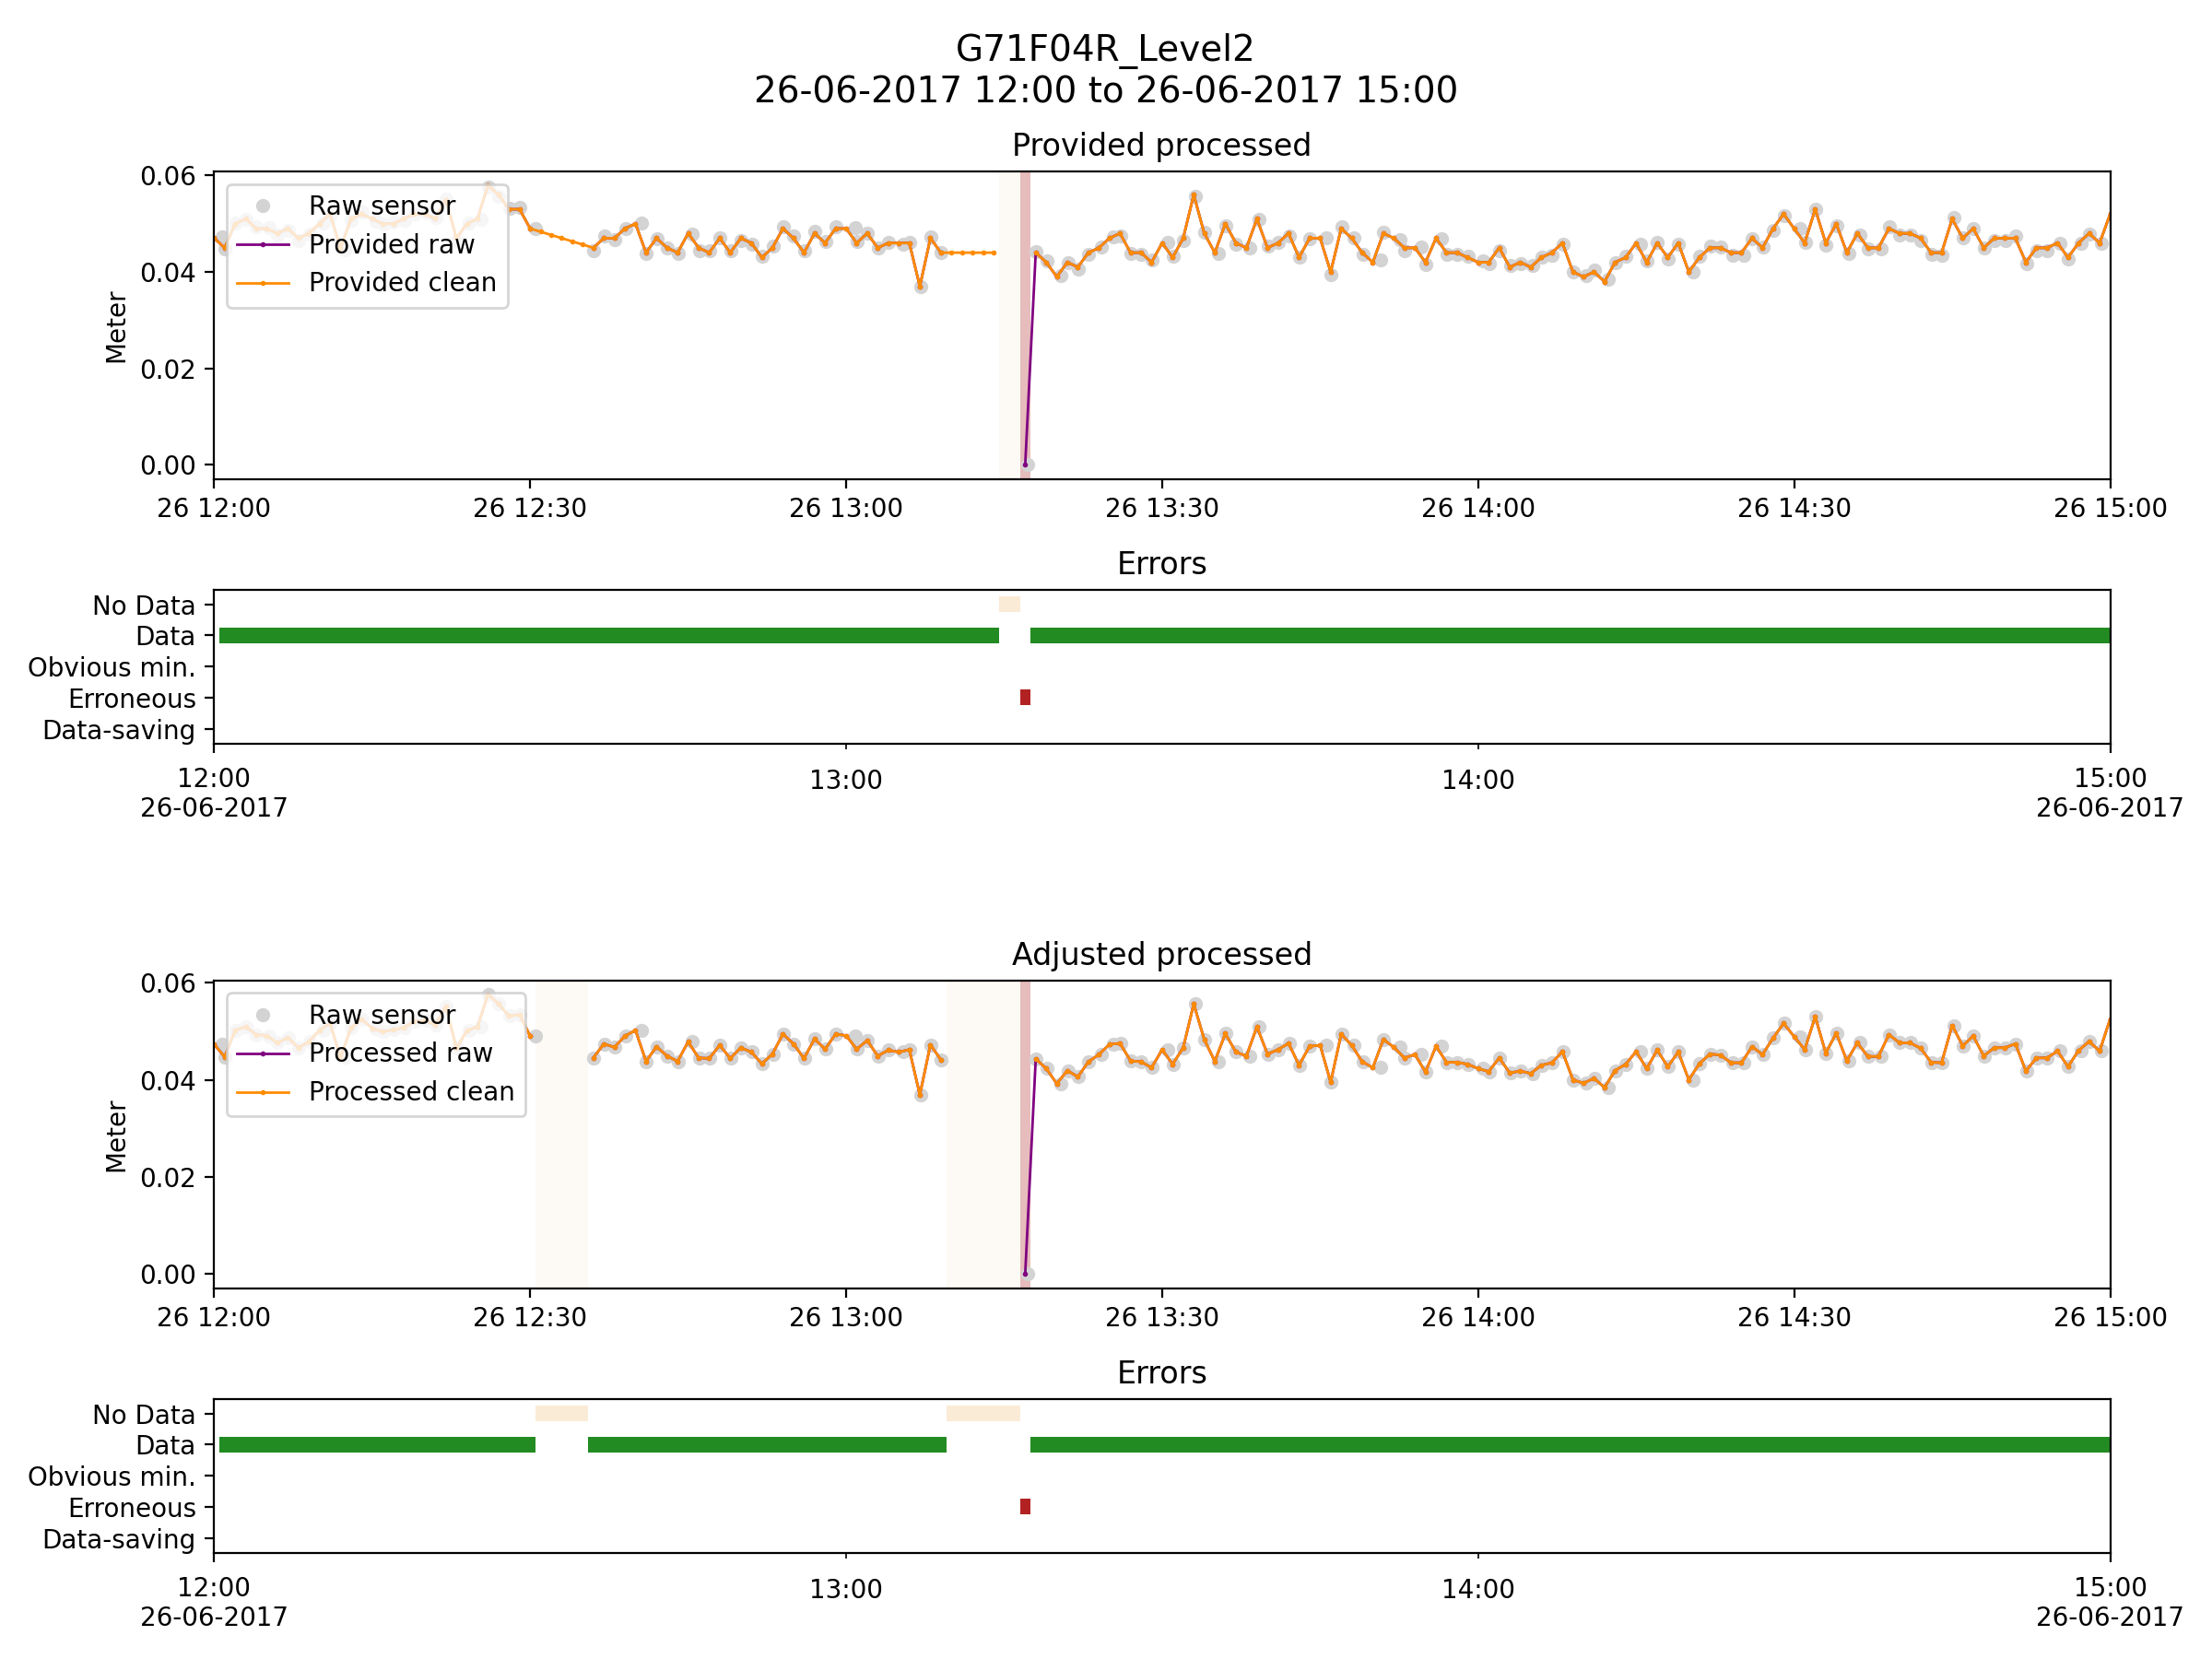 G71F04R_Level2
26-06-2017 12:00 to 26-06-2017 15:00
Provided processed
0.06
0.04
0.02
0.00
Meter
Raw sensor
Provided raw
Provided clean
26 12:00 26 12:30 26 13:00 26 13:30 26 14:00 26 14:30 26 15:00
Errors
No Data
Data
Obvious min.
Erroneous
Data-saving
12:00 13:00 14:00 15:00
26-06-2017 26-06-2017
Adjusted processed
0.06
0.04
0.02
0.00
Meter
Raw sensor
Processed raw
Processed clean
26 12:00 26 12:30 26 13:00 26 13:30 26 14:00 26 14:30 26 15:00
Errors
No Data
Data
Obvious min.
Erroneous
Data-saving
12:00 13:00 14:00 15:00
26-06-2017 26-06-2017